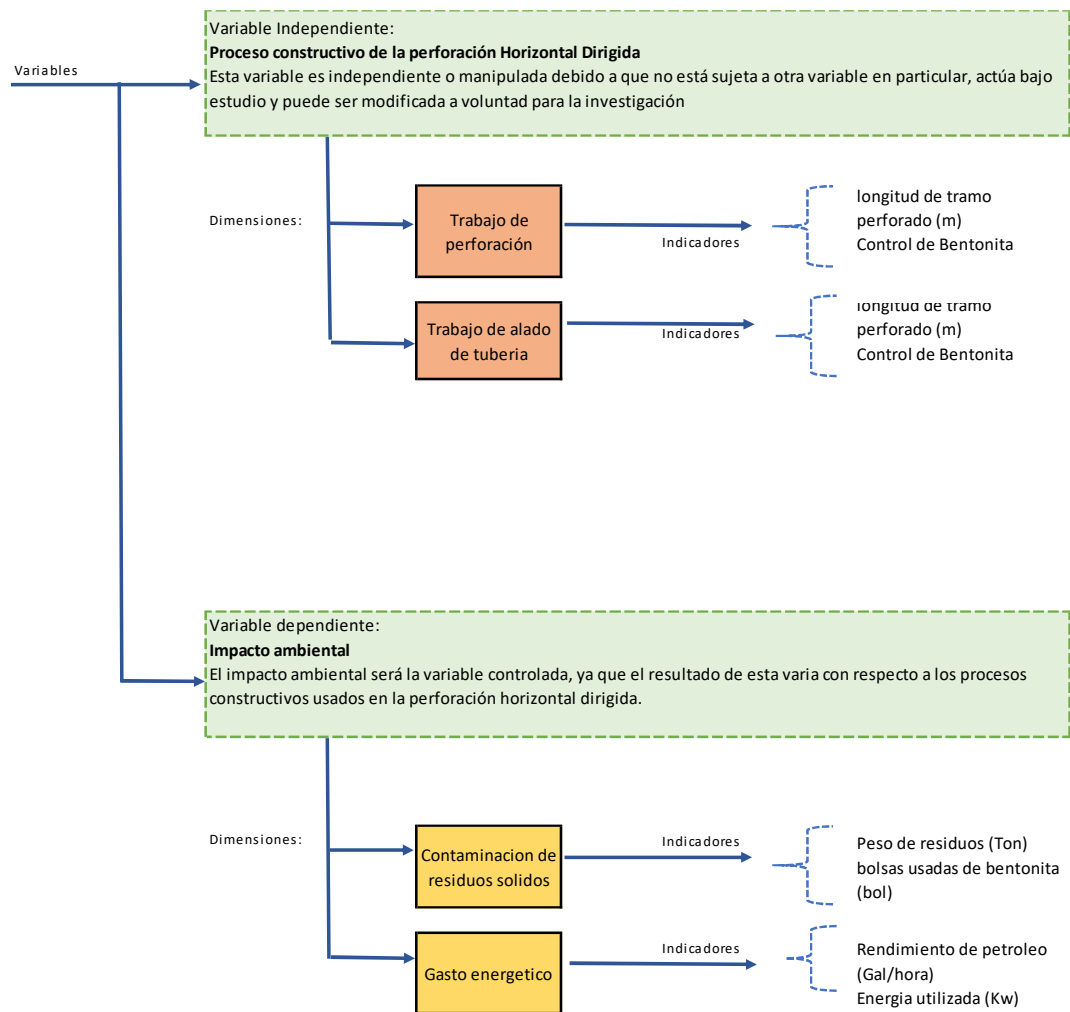 Variables
Variable Independiente:
Proceso constructivo de la perforación Horizontal Dirigida
Esta variable es independiente o manipulada debido a que no está sujeta a otra variable en particular, actúa bajo
estudio y puede ser modificada a voluntad para la investigación
Dimensiones:
Trabajo de
perforación
Indicadores
longitud de tramo
perforado (m)
Control de Bentonita
Trabajo de alado
de tuberia
Indicadores
longitud de tramo
perforado (m)
Control de Bentonita
Variable dependiente:
Impacto ambiental
El impacto ambiental será la variable controlada, ya que el resultado de esta varia con respecto a los procesos
constructivos usados en la perforación horizontal dirigida.
Dimensiones:
Contaminacion de
residuos solidos
Indicadores
Peso de residuos (Ton)
bolsas usadas de bentonita
(bol)
Gasto energetico
Indicadores
Rendimiento de petroleo
(Gal/hora)
Energia utilizada (Kw)